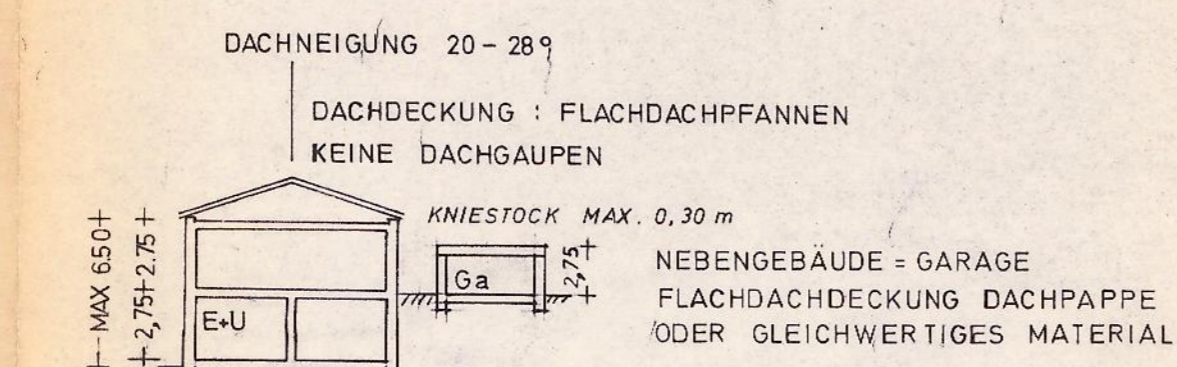 DACHNEIGUNG 20 - 28°
DACHDECKUNG : FLACHDACHPFANNEN
KEINE DACHGAUPEN
KNIESTOCK MAX. 0,30 m
MAX 6.50
2,75 2.75
E+U
Ga
2,75
NEBENGEBÄUDE = GARAGE
FLACHDACHDECKUNG DACHPAPPE
ODER GLEICHWERTIGES MATERIAL